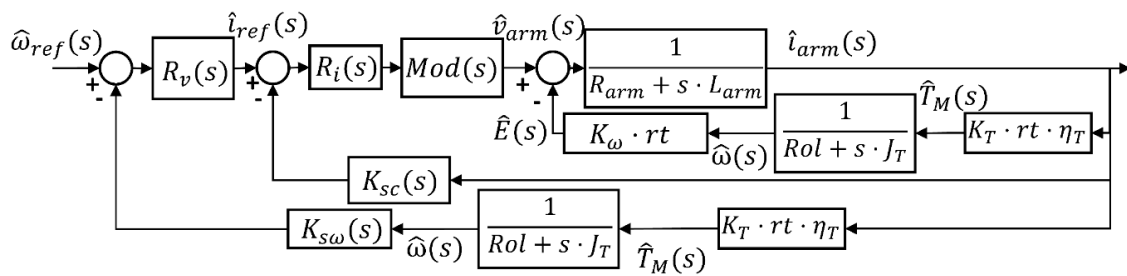 ω̂_ref(s)
+
-
R_v(s)
î_ref(s)
+
-
R_i(s)
Mod(s)
v̂_arm(s)
+
-
1
R_arm + s · L_arm
î_arm(s)
Ê(s)
K_ω · rt
ω̂(s)
1
Rol + s · J_T
T̂_M(s)
K_T · rt · η_T
K_sc(s)
K_sω(s)
ω̂(s)
1
Rol + s · J_T
T̂_M(s)
K_T · rt · η_T